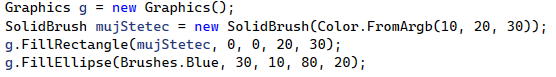 Graphics g = new Graphics();
SolidBrush mujStetec = new SolidBrush(Color.FromArgb(10, 20, 30));
g.FillRectangle(mujStetec, 0, 0, 20, 30);
g.FillEllipse(Brushes.Blue, 30, 10, 80, 20);